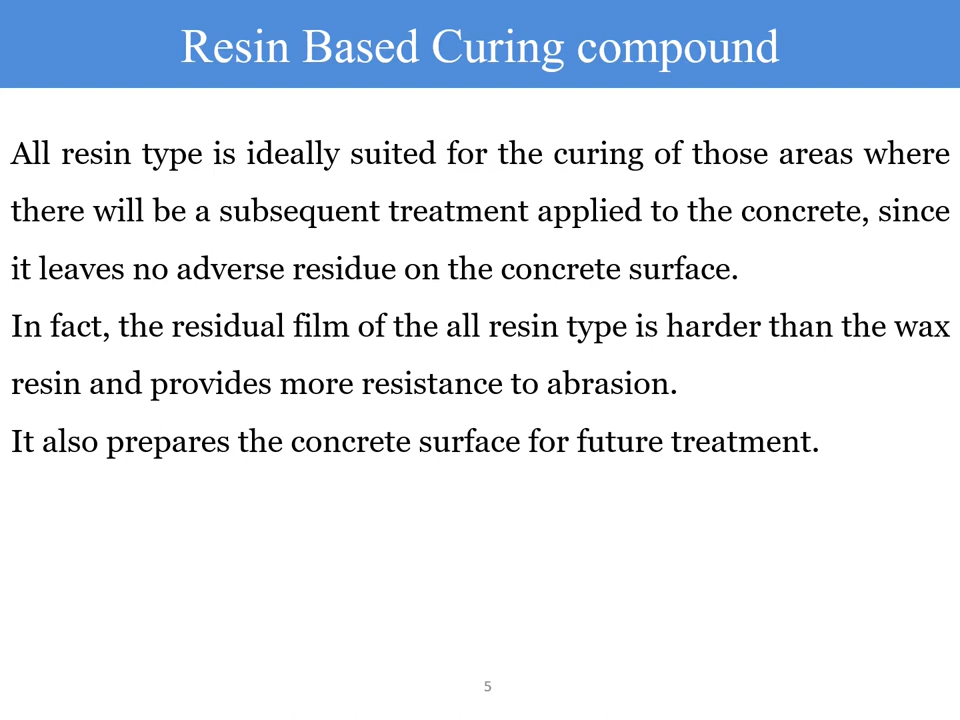 Resin Based Curing compound
All resin type is ideally suited for the curing of those areas where
there will be a subsequent treatment applied to the concrete, since
it leaves no adverse residue on the concrete surface.
In fact, the residual film of the all resin type is harder than the wax
resin and provides more resistance to abrasion.
It also prepares the concrete surface for future treatment.
5